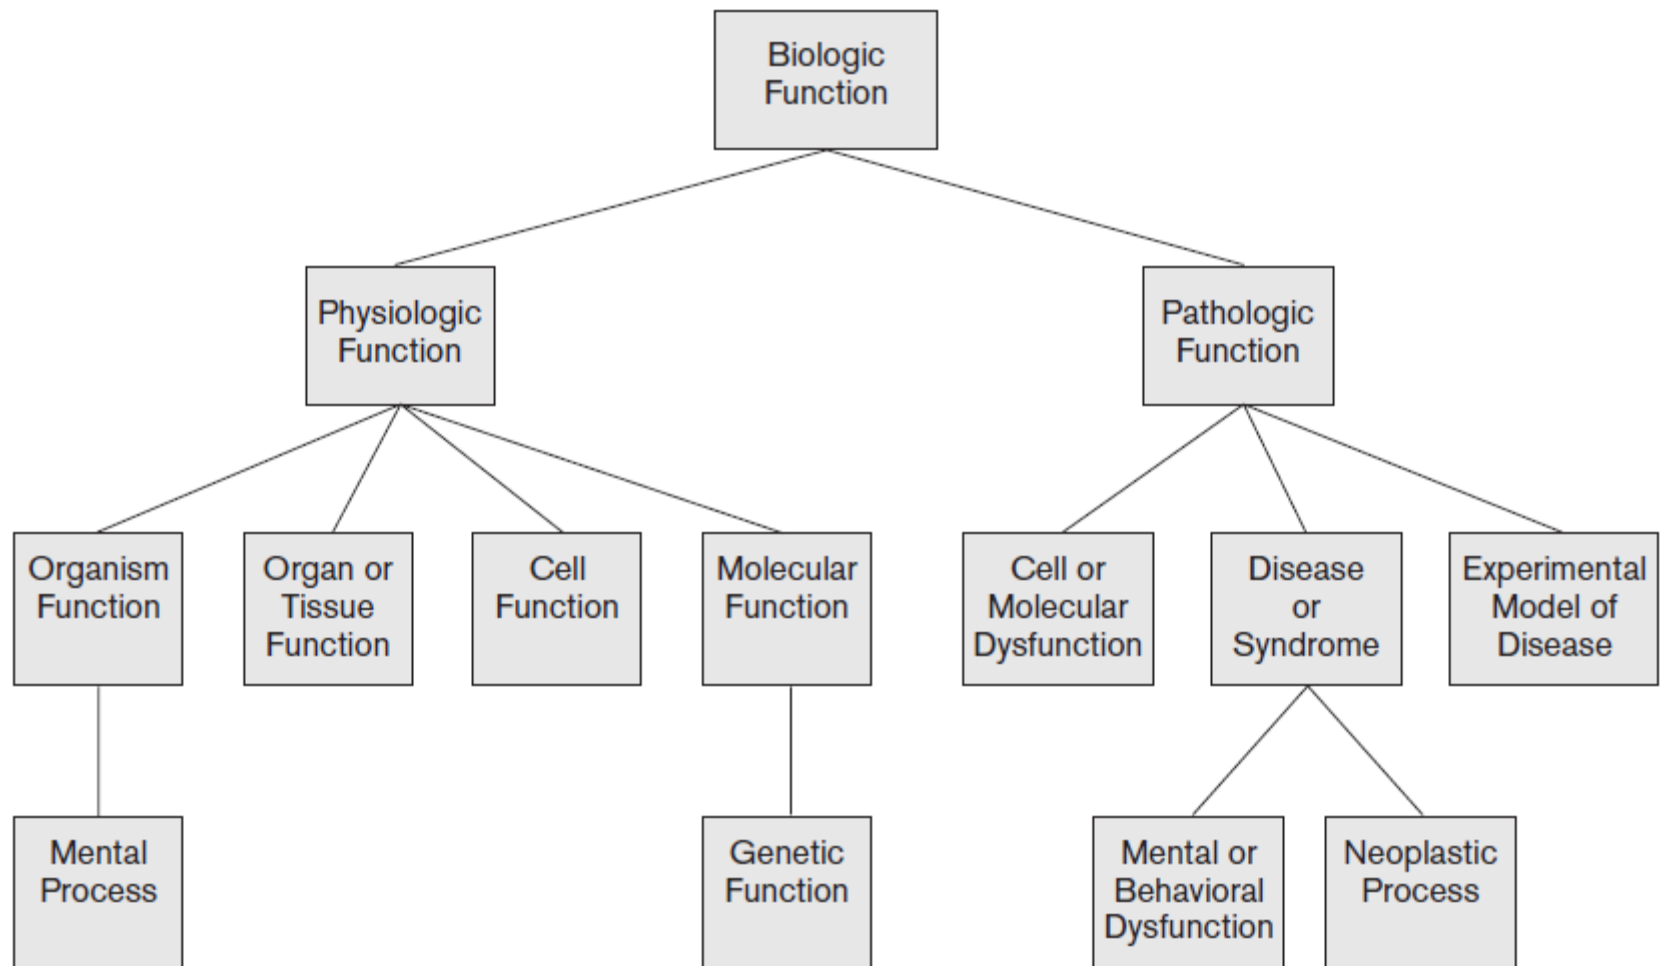 Biologic
Function
Physiologic
Function
Pathologic
Function
Organism
Function
Organ or
Tissue
Function
Cell
Function
Molecular
Function
Cell or
Molecular
Dysfunction
Disease
or
Syndrome
Experimental
Model of
Disease
Mental
Process
Genetic
Function
Mental or
Behavioral
Dysfunction
Neoplastic
Process